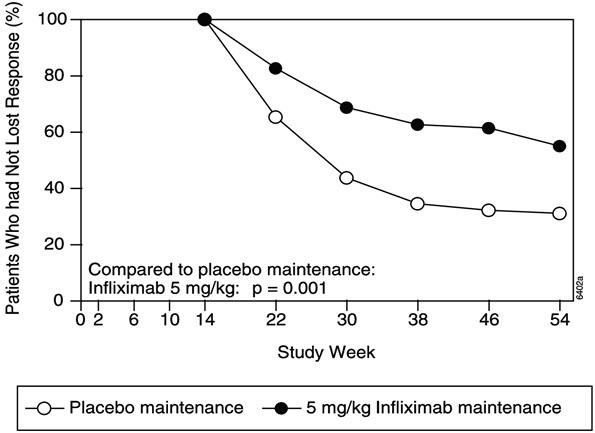 Patients Who had Not Lost Response (%)
100
80
60
40
20
0
Compared to placebo maintenance:
Infliximab 5 mg/kg: p = 0.001
0 2 6 10 14 22 30 38 46 54
6402a
Study Week
Placebo maintenance 5 mg/kg Infliximab maintenance